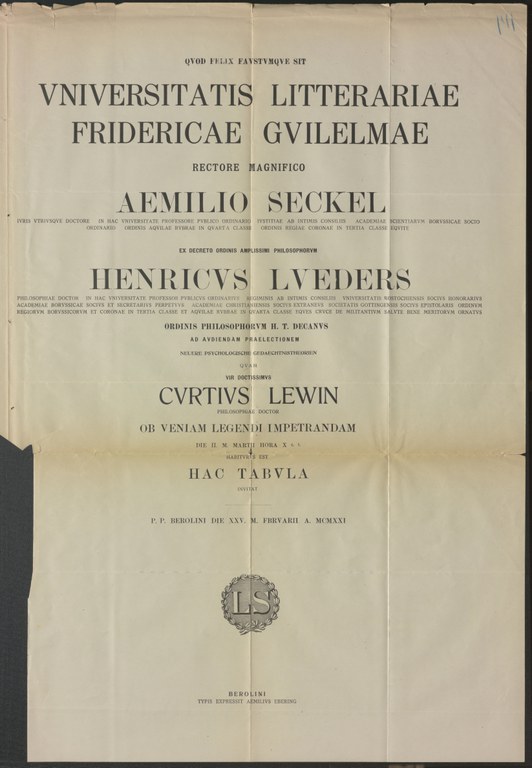 141
QVOD FELIX FAVSTVMQVE SIT
VNIVERSITATIS LITTERARIAE
FRIDERICAE GVILELMAE
RECTORE MAGNIFICO
AEMILIO SECKEL
IVRIS VTRIVSQVE DOCTORE IN HAC VNIVERSITATE PROFESSORE PVBLICO ORDINARIO IVSTITIAE AB INTIMIS CONSILIIS ACADEMIAE SCIENTIARVM BORVSSICAE SOCIO
ORDINARIO ORDINIS AQVILAE RVBRAE IN QVARTA CLASSE ORDINIS REGIAE CORONAE IN TERTIA CLASSE EQVITE
EX DECRETO ORDINIS AMPLISSIMI PHILOSOPHORVM
HENRICVS LVEDERS
PHILOSOPHIAE DOCTOR IN HAC VNIVERSITATE PROFESSOR PUBLICVS ORDINARIVS REGIMINIS AB INTIMIS CONSILIIS VNIVERSITATIS ROSTOCHIENSIS SOCIVS HONORARIVS
ACADEMIAE BORVSSICAE SOCIVS ET SECRETARIVS PERPETVVS ACADEMIAE CHRISTIANIENSIS SOCIVS EXTRANEVS SOCIETATIS GOTTINGENSIS SOCIVS EPISTOLARIS ORDINVM
REGIORVM BORVSSICORVM ET CORONAE IN TERTIA CLASSE ET AQVILAE RVBRAE IN QVARTA CLASSE EQVES CRVCE DE MILITANTIVM SALVTE BENE MERITORVM ORNATVS
ORDINIS PHILOSOPHORVM H. T. DECANVS
AD AVDIENDAM PRAELECTIONEM
NEUERE PSYCHOLOGISCHE GEDAECHTNISTHEORIEN
QVAM
VIR DOCTISSIMVS
CVRTIVS LEWIN
PHILOSOPHIAE DOCTOR
OB VENIAM LEGENDI IMPETRANDAM
DIE II. M. MARTII HORA X
HABITVRVS EST
HAC TABVLA
INVITAT
P. P. BEROLINI DIE XXV. M. FEBVARII A. MCMXXI
LS
BEROLINI
TYPIS EXPRESSIT AEMILIVS EBERING